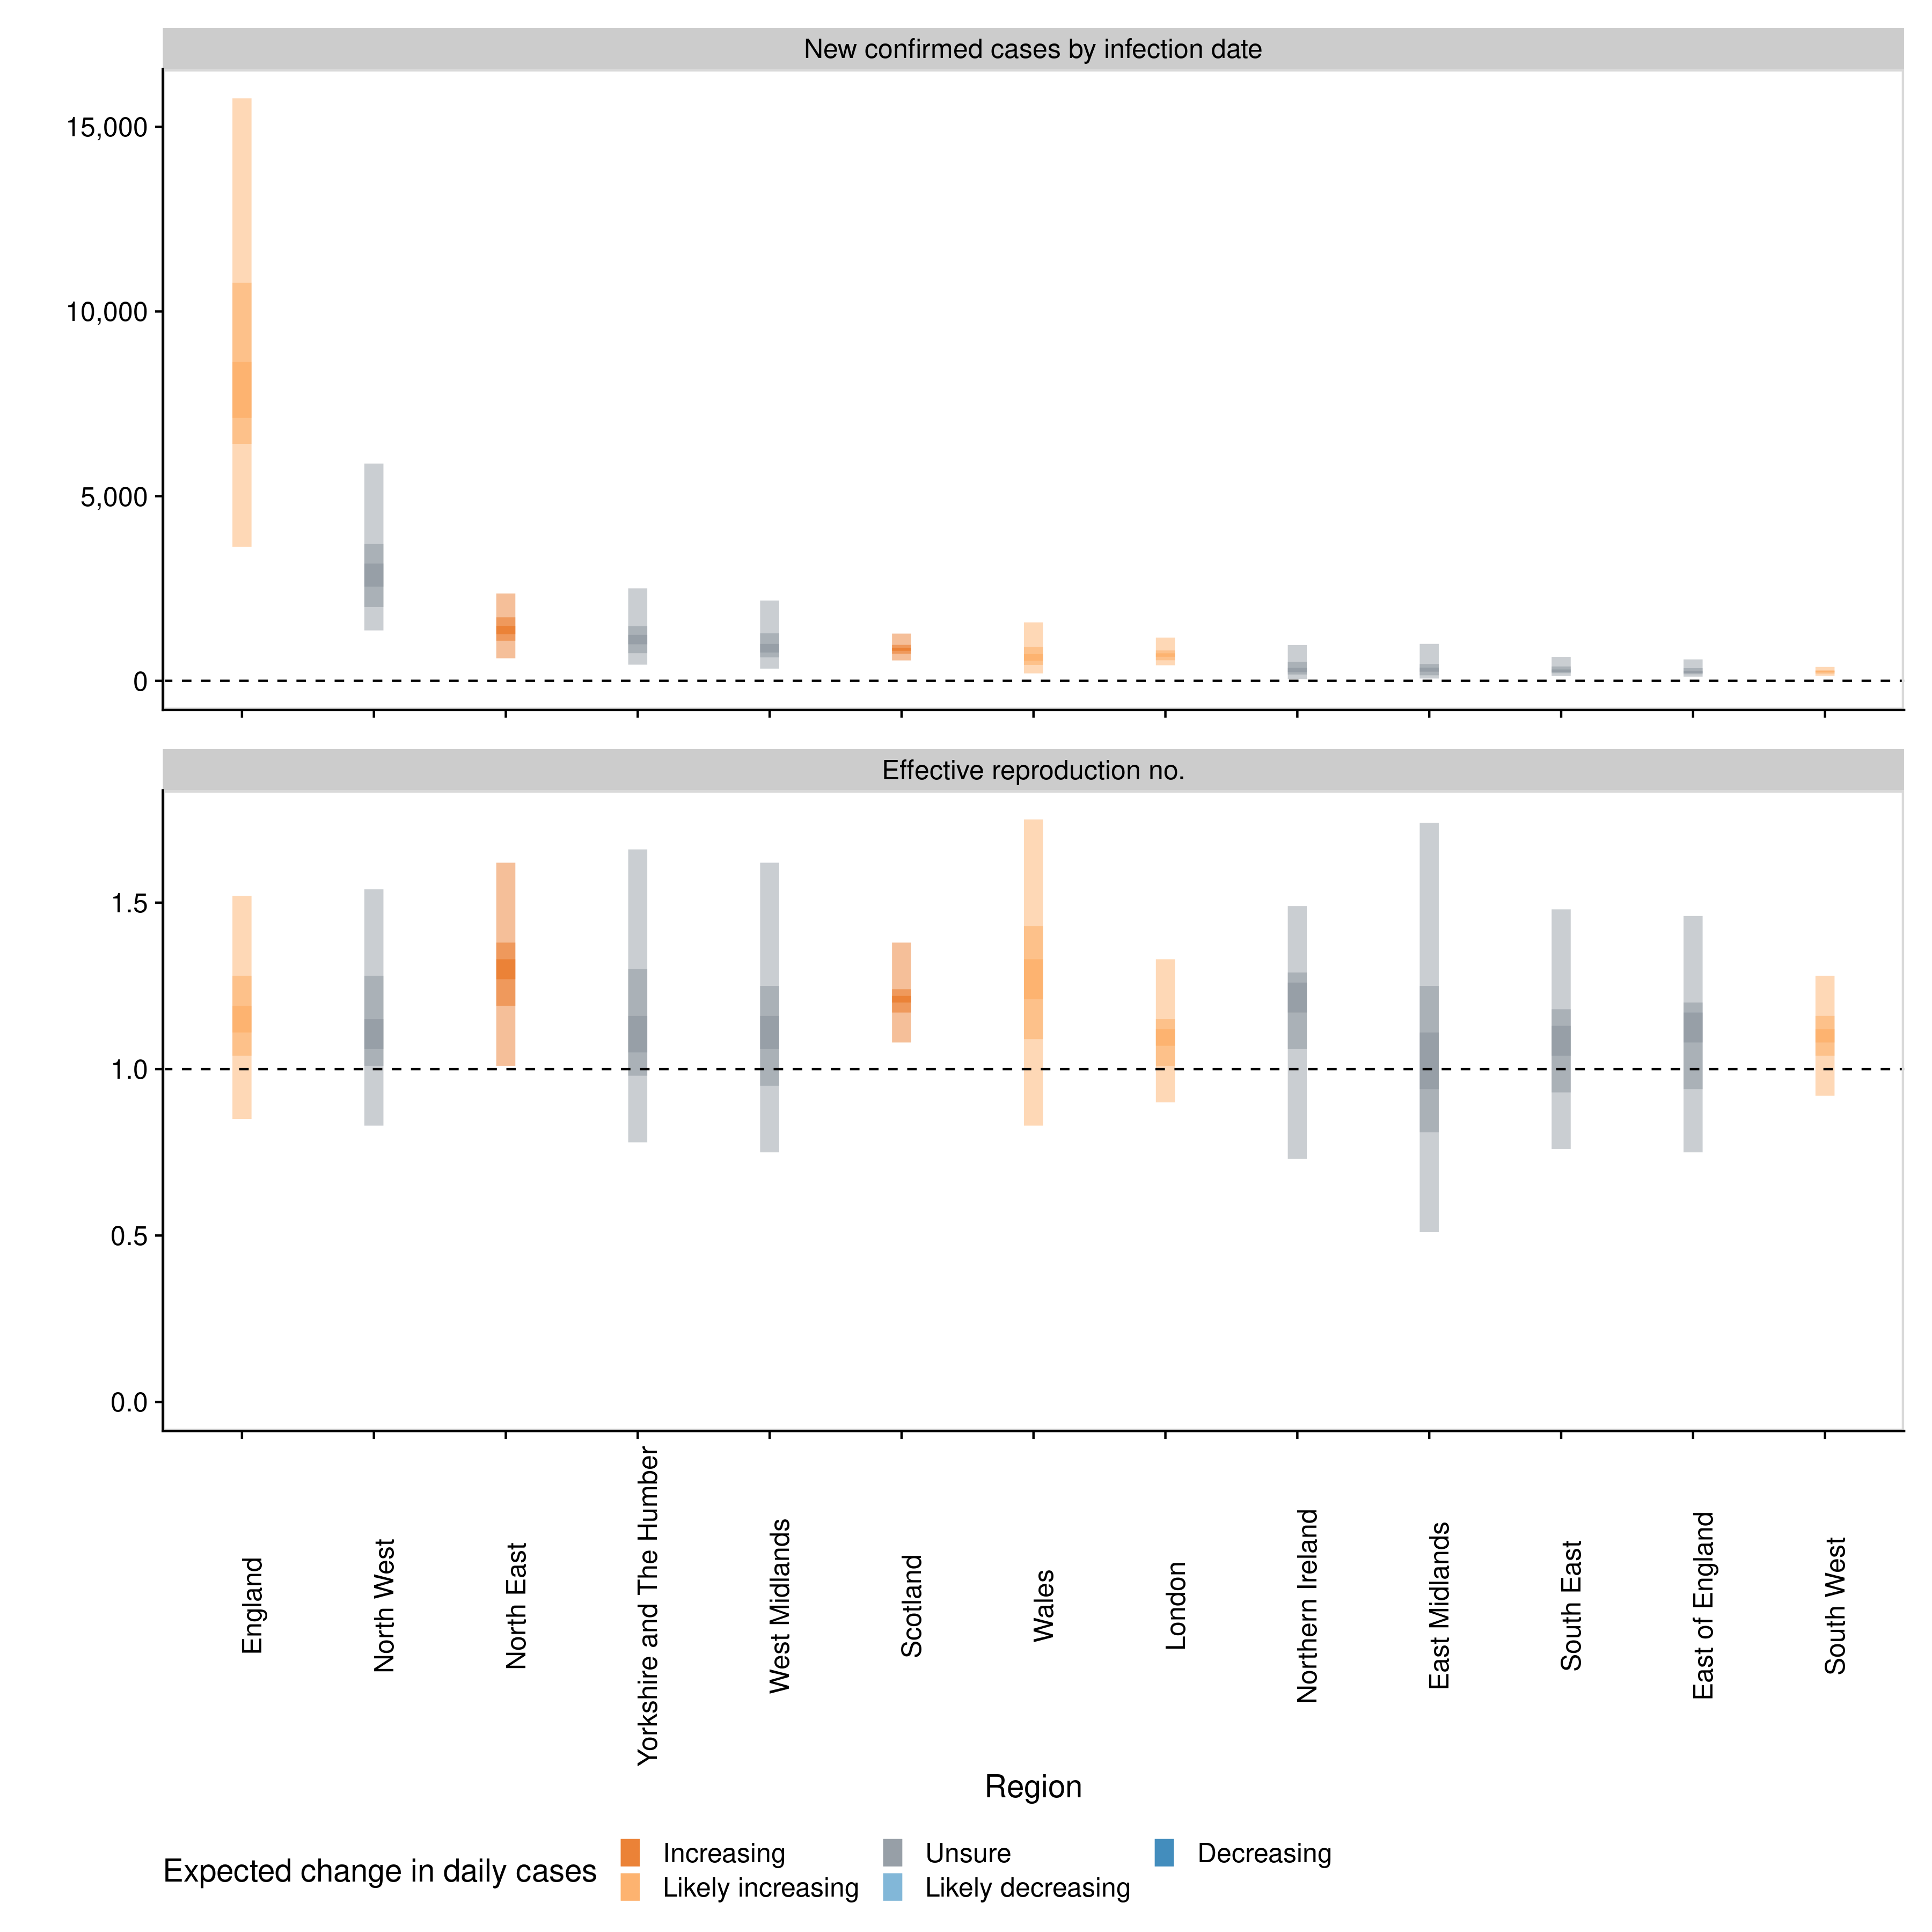 New confirmed cases by infection date
15,000
10,000
5,000
0
Effective reproduction no.
1.5
1.0
0.5
0.0
England
North West
North East
Yorkshire and The Humber
West Midlands
Scotland
Wales
London
Northern Ireland
East Midlands
South East
East of England
South West
Region
Expected change in daily cases
Increasing
Unsure
Decreasing
Likely increasing
Likely decreasing